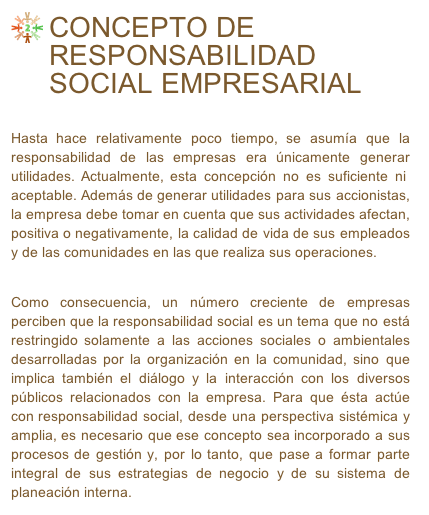 CONCEPTO DE
RESPONSABILIDAD
SOCIAL EMPRESARIAL
Hasta hace relativamente poco tiempo, se asumía que la
responsabilidad de las empresas era únicamente generar
utilidades. Actualmente, esta concepción no es suficiente ni
aceptable. Además de generar utilidades para sus accionistas,
la empresa debe tomar en cuenta que sus actividades afectan,
positiva o negativamente, la calidad de vida de sus empleados
y de las comunidades en las que realiza sus operaciones.
Como consecuencia, un número creciente de empresas
perciben que la responsabilidad social es un tema que no está
restringido solamente a las acciones sociales o ambientales
desarrolladas por la organización en la comunidad, sino que
implica también el diálogo y la interacción con los diversos
públicos relacionados con la empresa. Para que ésta actúe
con responsabilidad social, desde una perspectiva sistémica y
amplia, es necesario que ese concepto sea incorporado a sus
procesos de gestión y, por lo tanto, que pase a formar parte
integral de sus estrategias de negocio y de su sistema de
planeación interna.